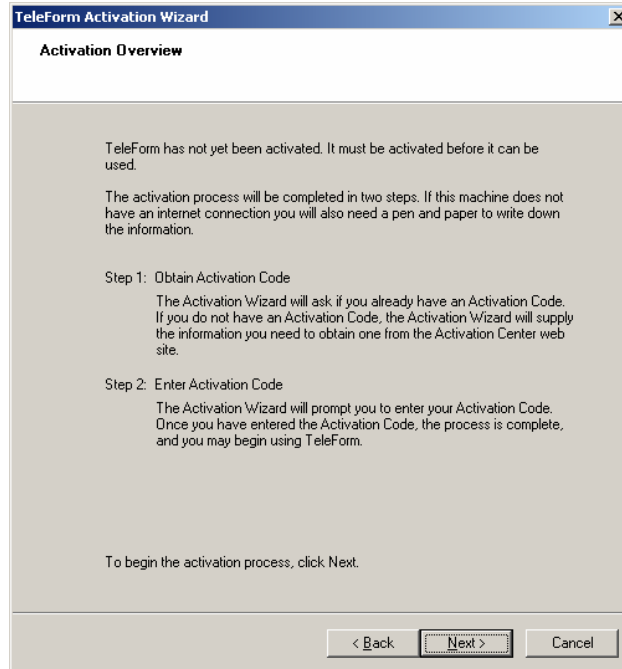 TeleForm Activation Wizard
Activation Overview
TeleForm has not yet been activated. It must be activated before it can be
used.
The activation process will be completed in two steps. If this machine does not
have an internet connection you will also need a pen and paper to write down
the information.
Step 1: Obtain Activation Code
The Activation Wizard will ask if you already have an Activation Code.
If you do not have an Activation Code, the Activation Wizard will supply
the information you need to obtain one from the Activation Center web
site.
Step 2: Enter Activation Code
The Activation Wizard will prompt you to enter your Activation Code.
Once you have entered the Activation Code, the process is complete,
and you may begin using TeleForm.
To begin the activation process, click Next.
< Back Next > Cancel